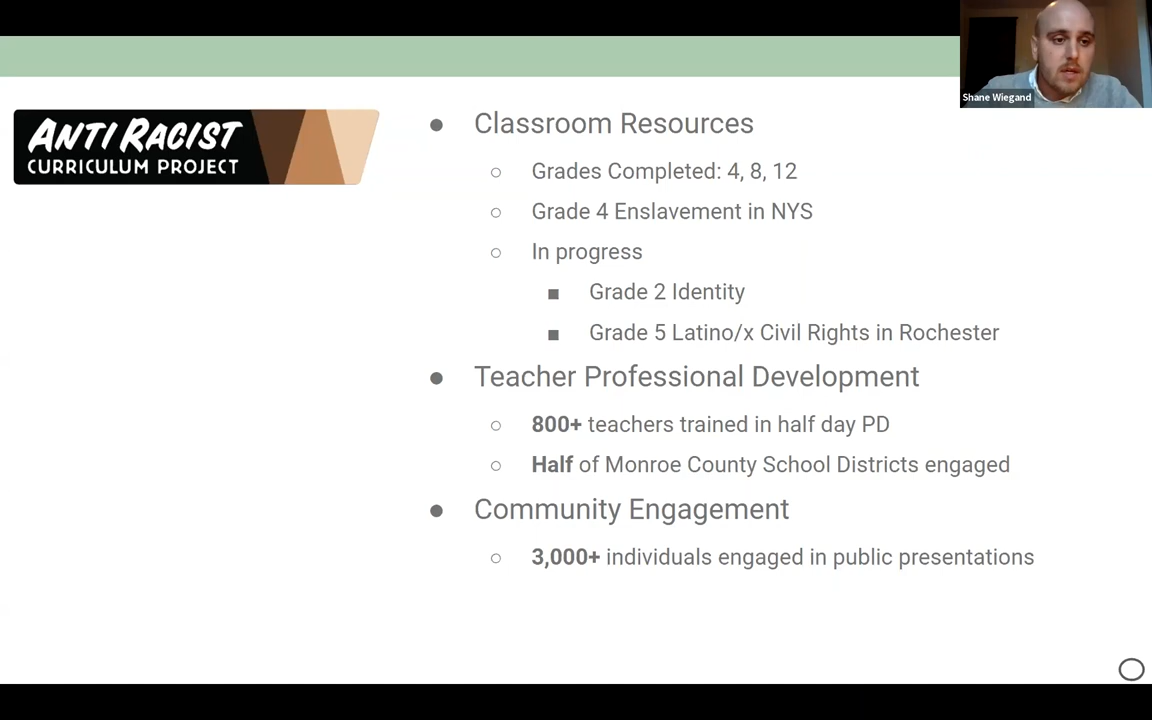 Shane Wiegand
ANTI RACIST
CURRICULUM PROJECT
Classroom Resources
Grades Completed: 4, 8, 12
Grade 4 Enslavement in NYS
In progress
Grade 2 Identity
Grade 5 Latino/x Civil Rights in Rochester
Teacher Professional Development
800+ teachers trained in half day PD
Half of Monroe County School Districts engaged
Community Engagement
3,000+ individuals engaged in public presentations